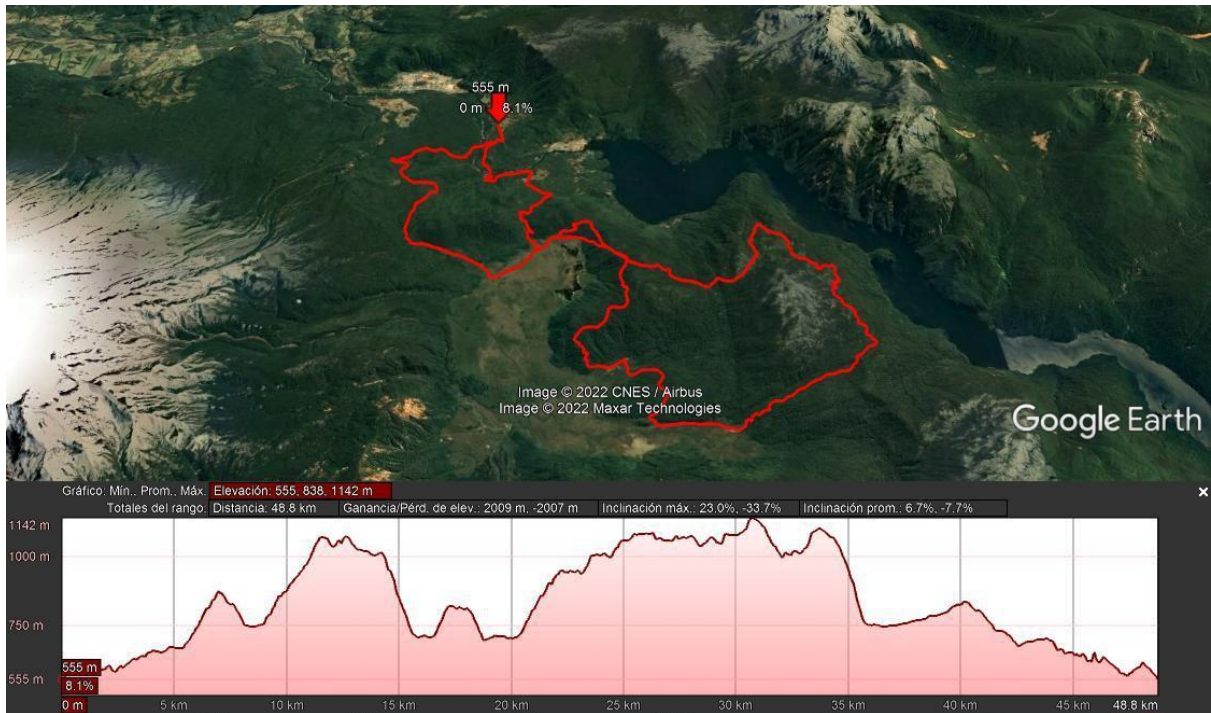 555 m
0 m 8.1%
Image © 2022 CNES / Airbus
Image © 2022 Maxar Technologies
Google Earth
Gráfico: Mín., Prom., Máx. Elevación: 555, 838, 1142 m
Totales del rango: Distancia: 48.8 km Ganancia/Pérd. de elev.: 2009 m, -2007 m Inclinación máx.: 23.0%, -33.7% Inclinación prom.: 6.7%, -7.7%
1142 m
1000 m
750 m
555 m
555 m
8.1%
0 m 5 km 10 km 15 km 20 km 25 km 30 km 35 km 40 km 45 km 48.8 km